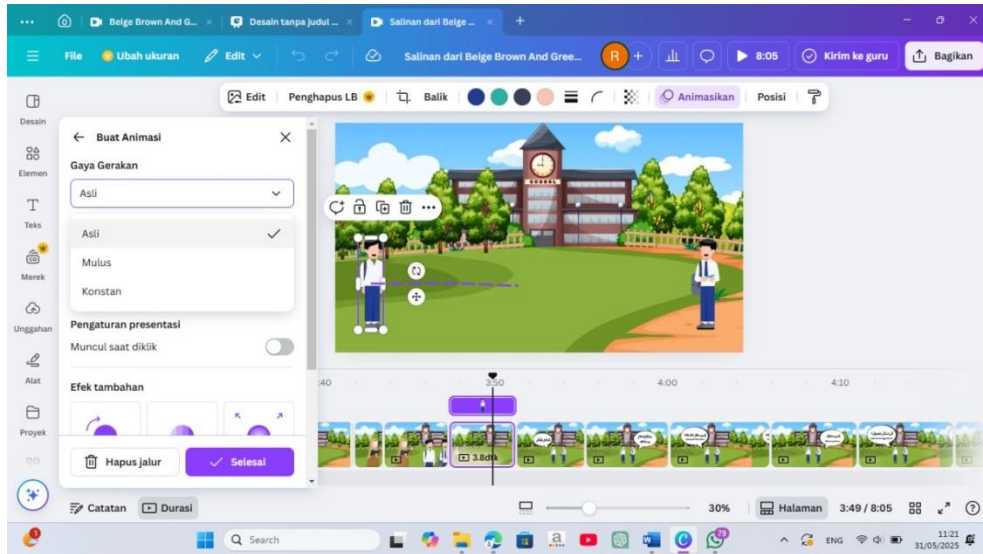 Beige Brown And G...
Desain tanpa judul ...
Salinan dari Beige ...
File
Ubah ukuran
Edit
Salinan dari Beige Brown And Gree...
R
8:05
Kirim ke guru
Bagikan
Edit
Penghapus LB
Balik
Animasikan
Posisi
Desain
Elemen
Teks
Merek
Unggahan
Alat
Proyek
Buat Animasi
Gaya Gerakan
Asli
Asli
Mulus
Konstan
Pengaturan presentasi
Muncul saat diklik
Efek tambahan
Hapus jalur
Selesai
SCHOOL
:40
3:50
4:00
4:10
3.8dtk
Catatan
Durasi
30%
Halaman
3:49 / 8:05
Search
ENG
11:21
31/05/2025